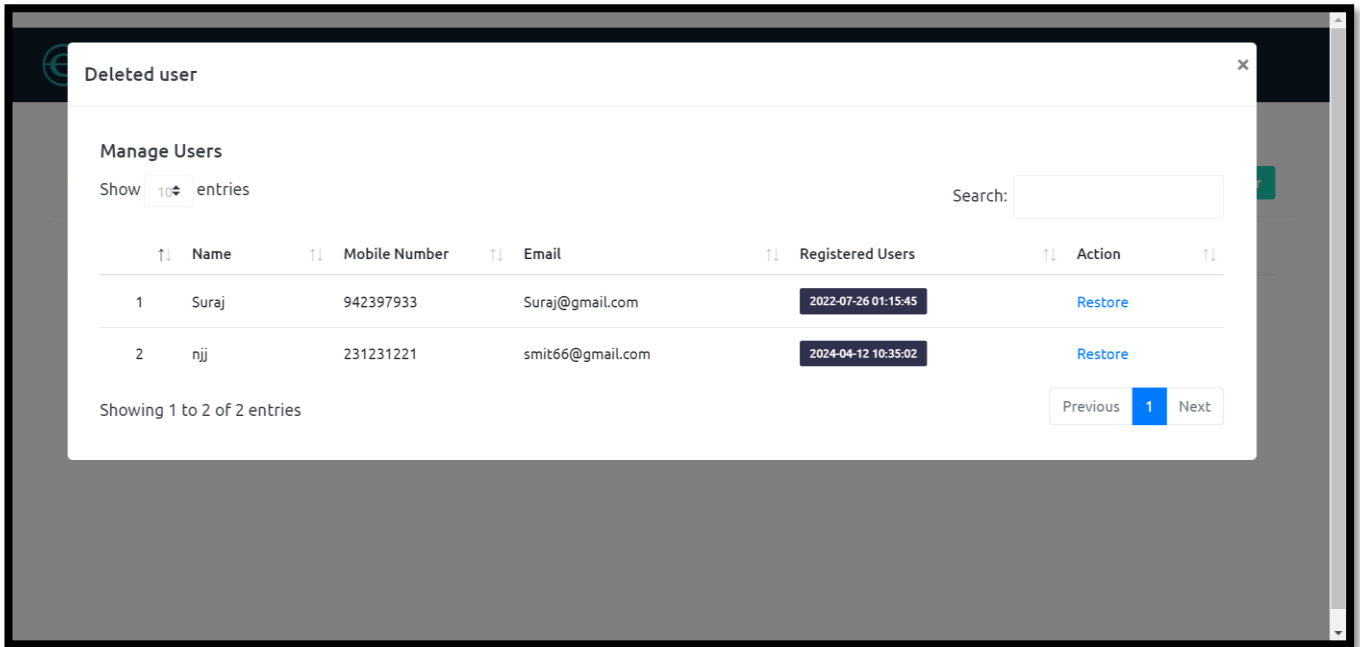 Deleted user ×
Manage Users
Show 10 entries
Search:
Name Mobile Number Email Registered Users Action
1 Suraj 942397933 Suraj@gmail.com 2022-07-26 01:15:45 Restore
2 njj 231231221 smit66@gmail.com 2024-04-12 10:35:02 Restore
Showing 1 to 2 of 2 entries
Previous 1 Next